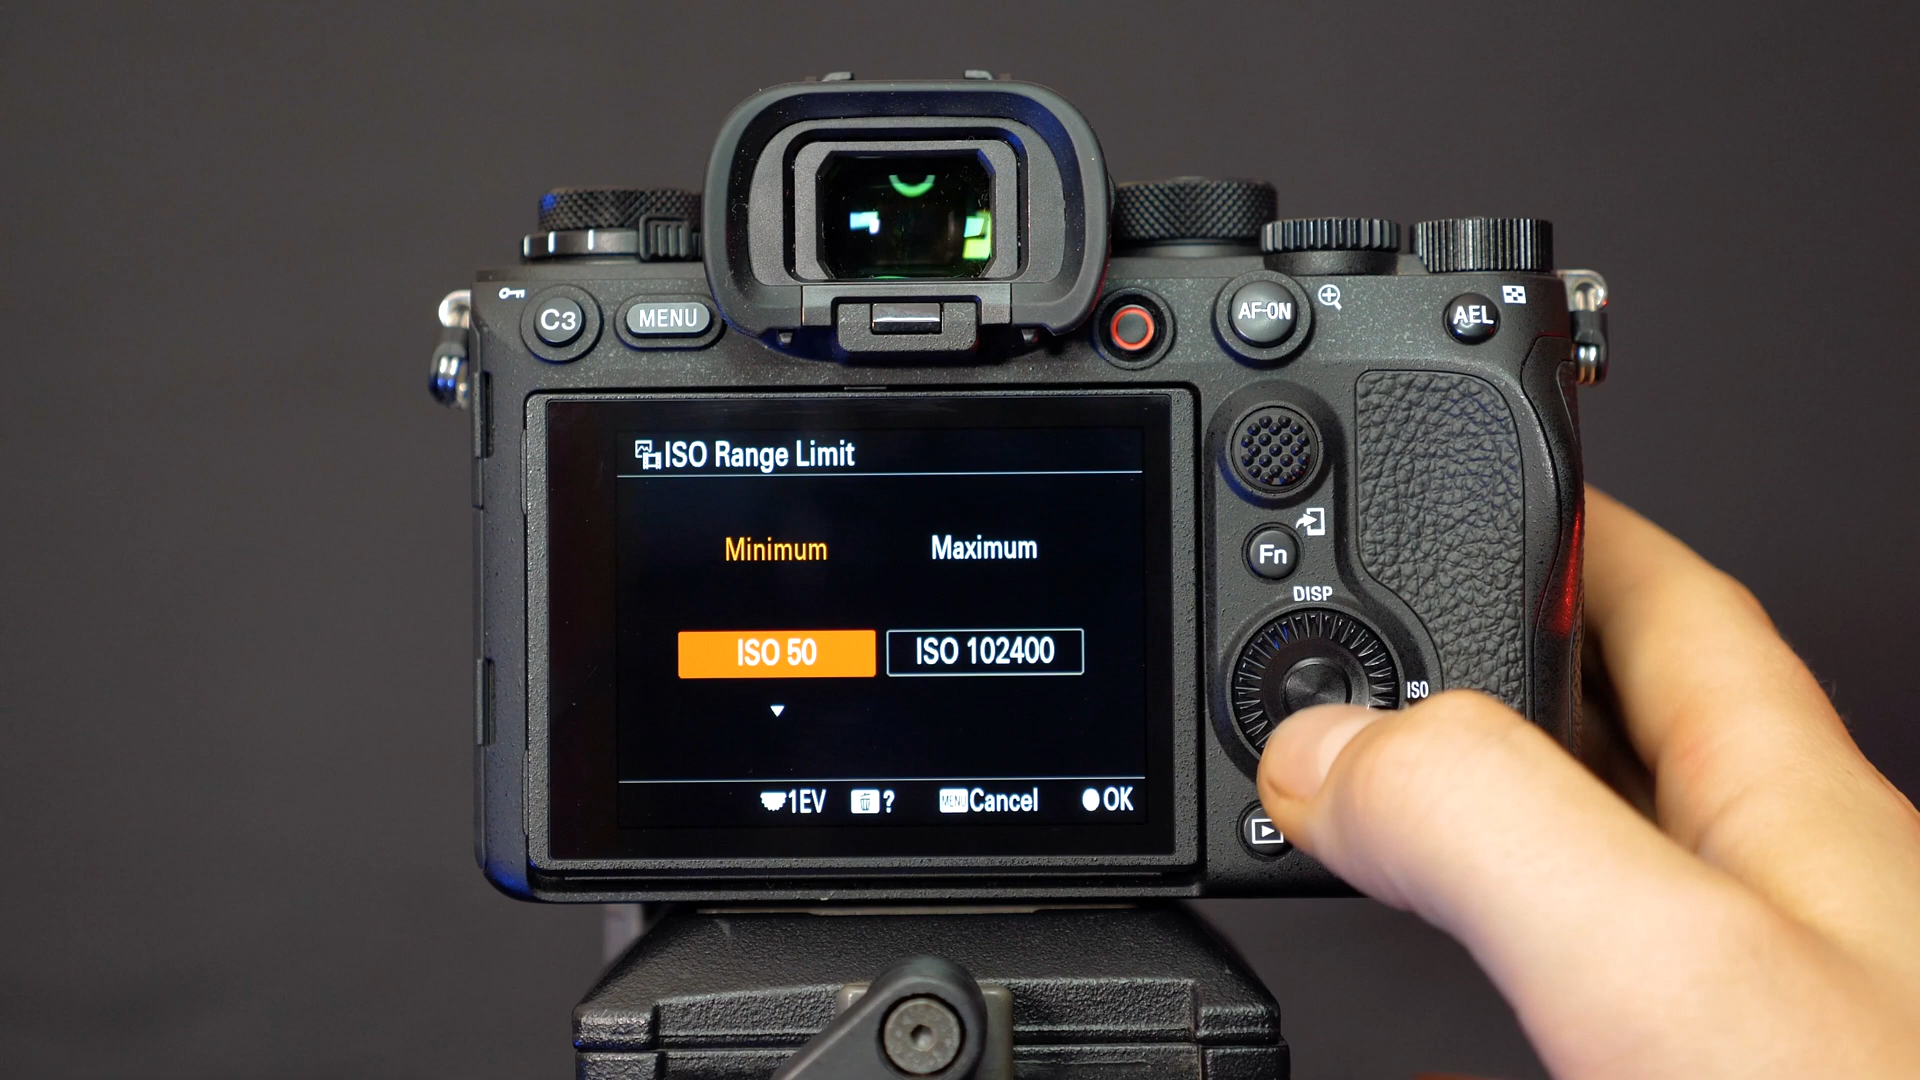 C3
MENU
AF-ON
AEL
ISO Range Limit
Minimum Maximum
ISO 50 ISO 102400
1EV ? MENU Cancel OK
Fn
DISP
ISO